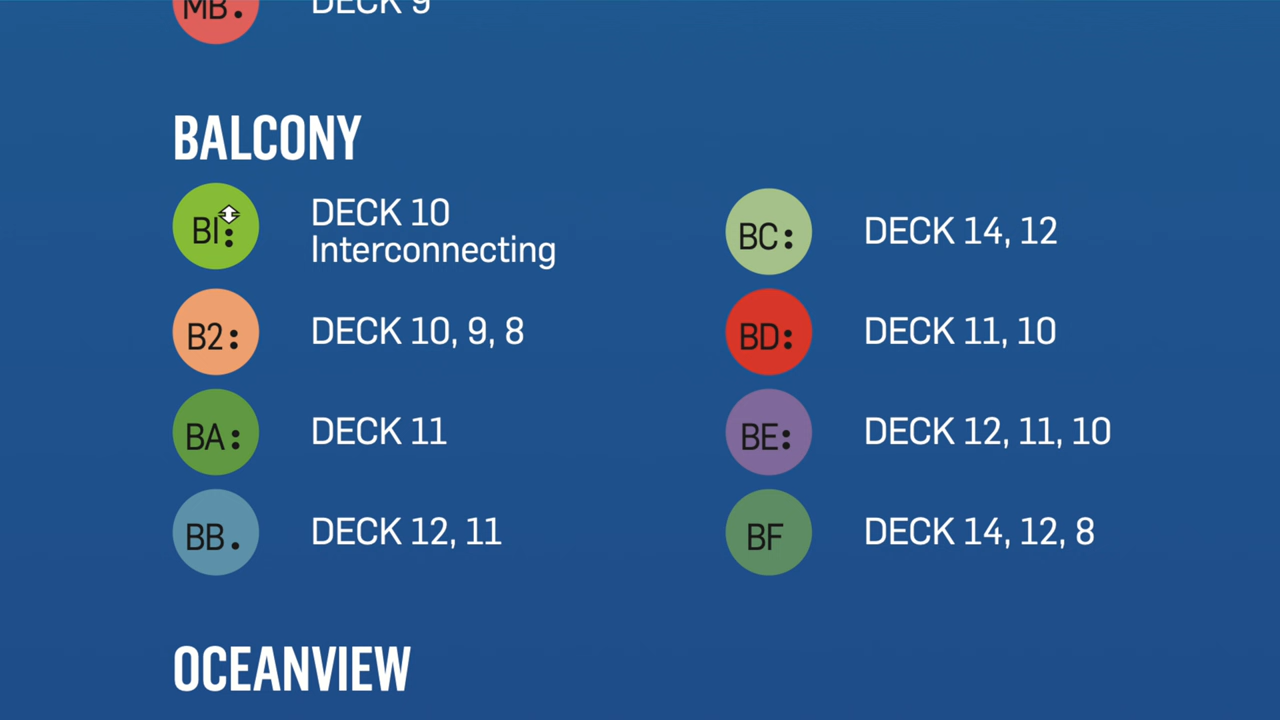 MB. DECK 9
BALCONY
BI: DECK 10
Interconnecting
BC: DECK 14, 12
B2: DECK 10, 9, 8
BD: DECK 11, 10
BA: DECK 11
BE: DECK 12, 11, 10
BB. DECK 12, 11
BF DECK 14, 12, 8
OCEANVIEW